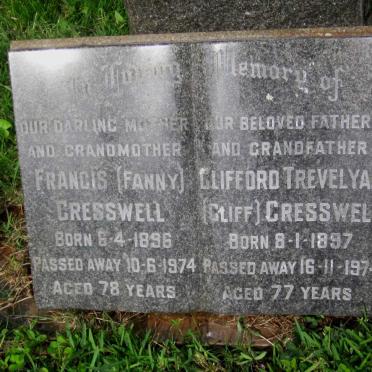 In Loving Memory of
OUR DARLING MOTHER
AND GRANDMOTHER
FRANCIS (FANNY)
CRESSWELL
BORN 6-4-1896
PASSED AWAY 10-6-1974
AGED 78 YEARS
OUR BELOVED FATHER
AND GRANDFATHER
CLIFFORD TREVELYA
(CLIFF) CRESSWEL
BORN 8-1-1897
PASSED AWAY 16-11-197
AGED 77 YEARS